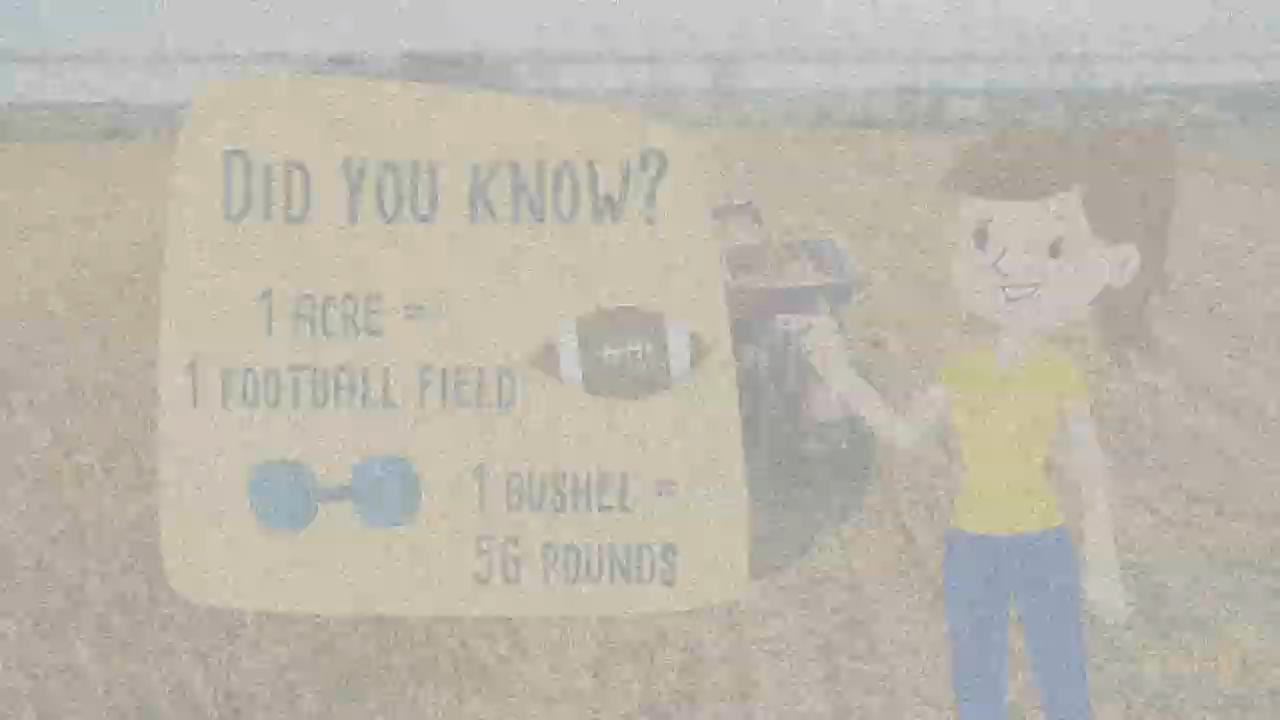 DID YOU KNOW?
1 ACRE =
1 FOOTBALL FIELD
1 BUSHEL =
56 POUNDS